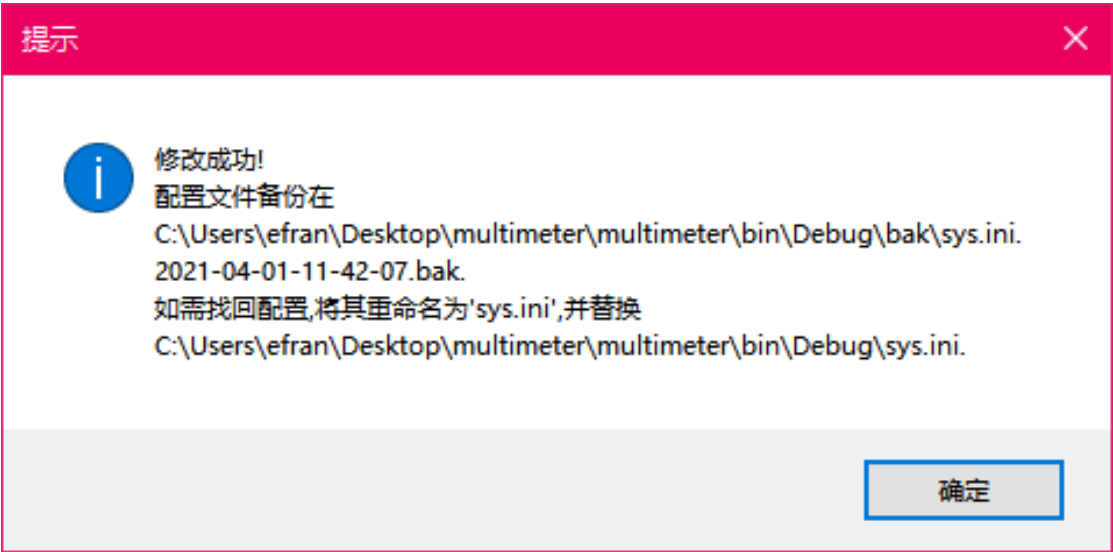 提示
修改成功!
配置文件备份在
C:\Users\efran\Desktop\multimeter\multimeter\bin\Debug\bak\sys.ini.
2021-04-01-11-42-07.bak.
如需找回配置,将其重命名为'sys.ini',并替换
C:\Users\efran\Desktop\multimeter\multimeter\bin\Debug\sys.ini.
确定